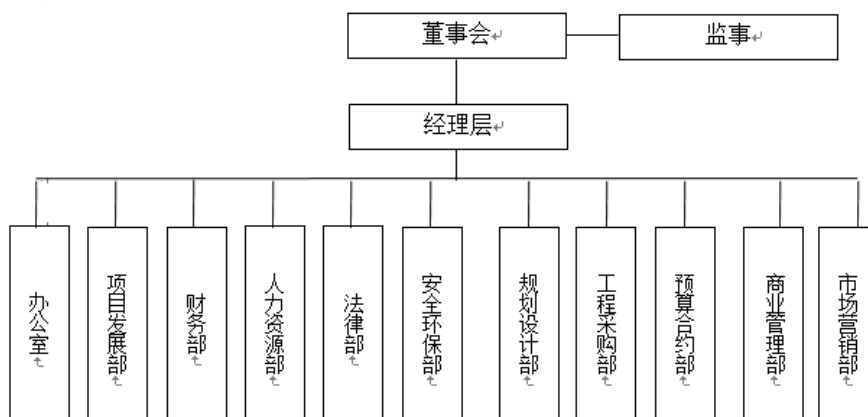 董事会
监事
经理层
办公室
项目发展部
财务部
人力资源部
法律部
安全环保部
规划设计部
工程采购部
预算合约部
商业管理部
市场营销部